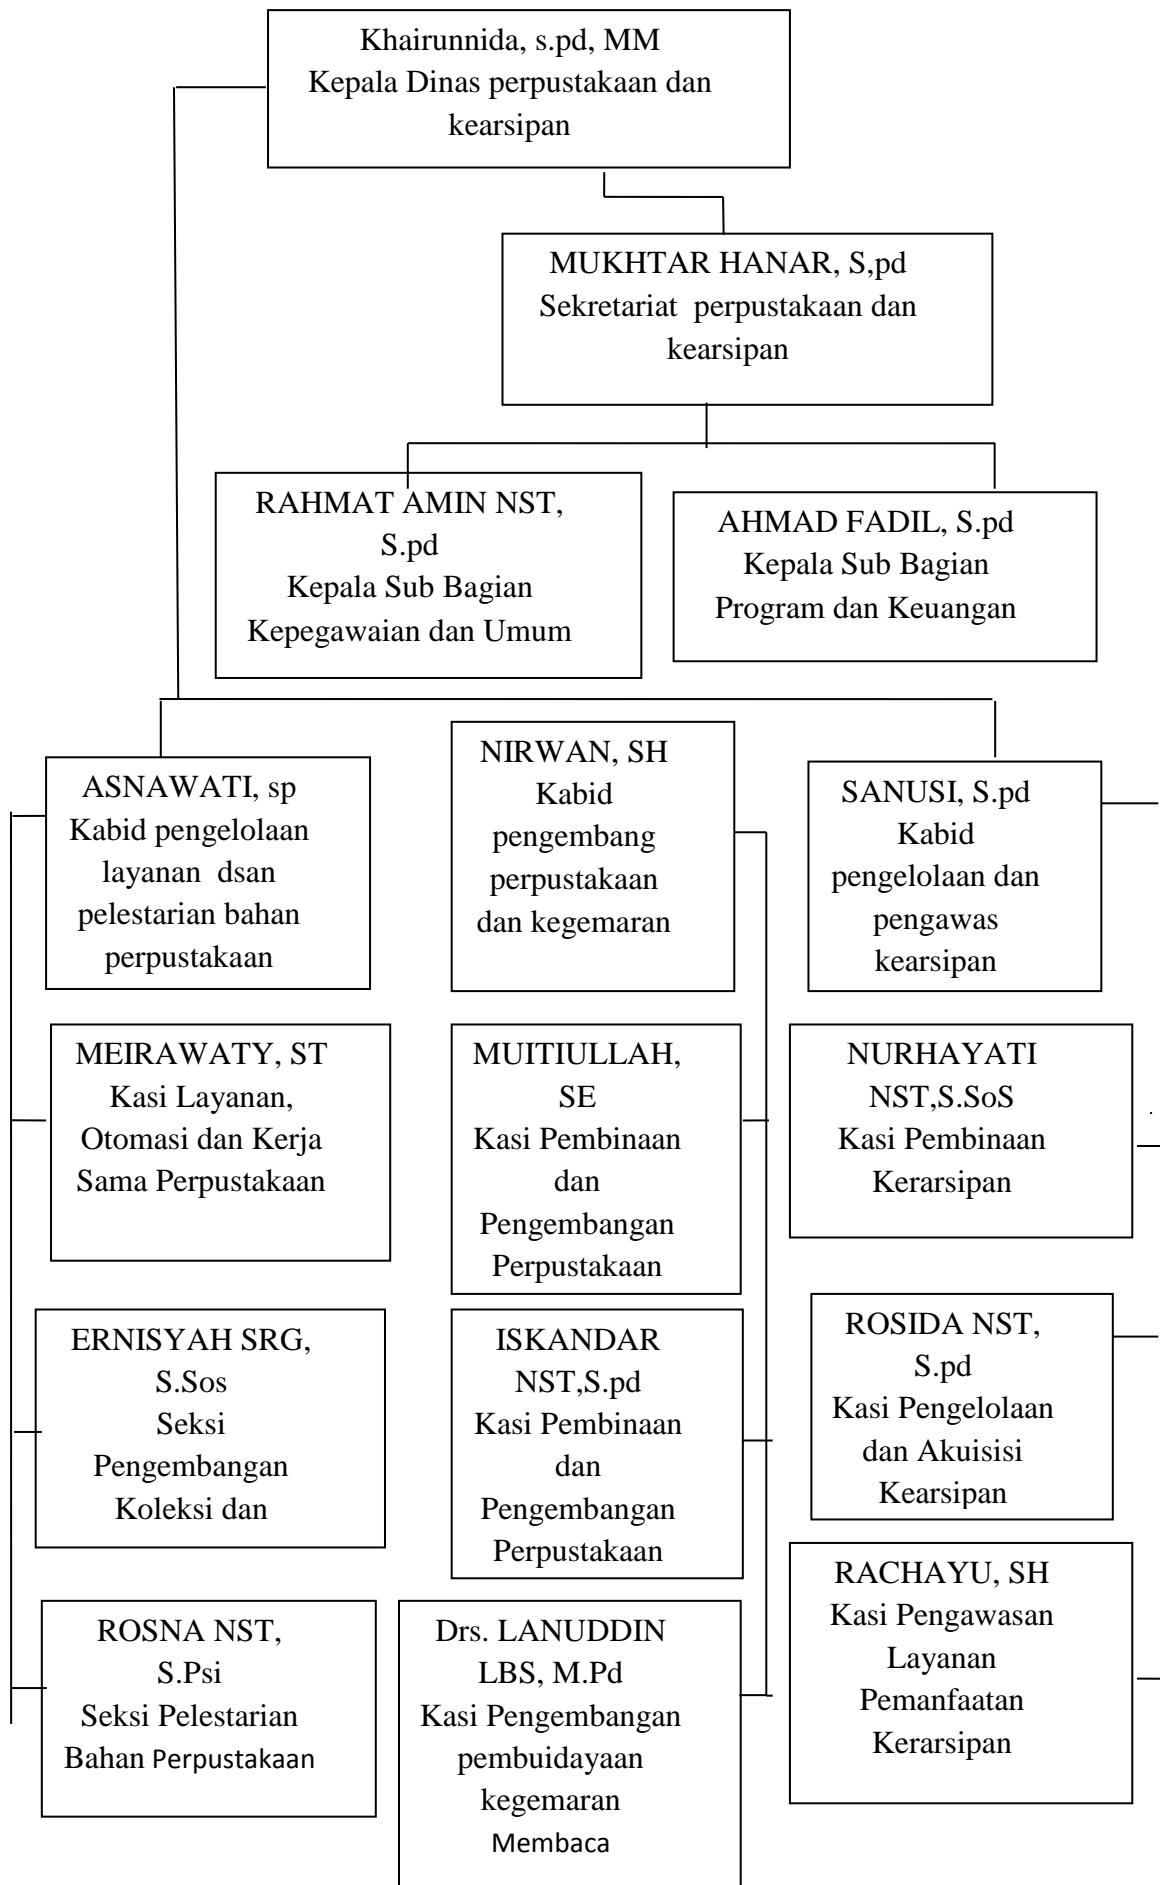 Khairunnida, s.pd, MM
Kepala Dinas perpustakaan dan
kearsipan
MUKHTAR HANAR, S,pd
Sekretariat perpustakaan dan
kearsipan
RAHMAT AMIN NST,
S.pd
Kepala Sub Bagian
Kepegawaian dan Umum
AHMAD FADIL, S.pd
Kepala Sub Bagian
Program dan Keuangan
ASNAWATI, sp
Kabid pengelolaan
layanan dsan
pelestarian bahan
perpustakaan
NIRWAN, SH
Kabid
pengembang
perpustakaan
dan kegemaran
SANUSI, S.pd
Kabid
pengelolaan dan
pengawas
kearsipan
MEIRAWATY, ST
Kasi Layanan,
Otomasi dan Kerja
Sama Perpustakaan
MUITIULLAH,
SE
Kasi Pembinaan
dan
Pengembangan
Perpustakaan
NURHAYATI
NST,S.SoS
Kasi Pembinaan
Kerarsipan
ERNISYAH SRG,
S.Sos
Seksi
Pengembangan
Koleksi dan
ISKANDAR
NST,S.pd
Kasi Pembinaan
dan
Pengembangan
Perpustakaan
ROSIDA NST,
S.pd
Kasi Pengelolaan
dan Akuisisi
Kearsipan
ROSNA NST,
S.Psi
Seksi Pelestarian
Bahan Perpustakaan
Drs. LANUDDIN
LBS, M.Pd
Kasi Pengembangan
pembuidayaan
kegemaran
Membaca
RACHAYU, SH
Kasi Pengawasan
Layanan
Pemanfaatan
Kerarsipan